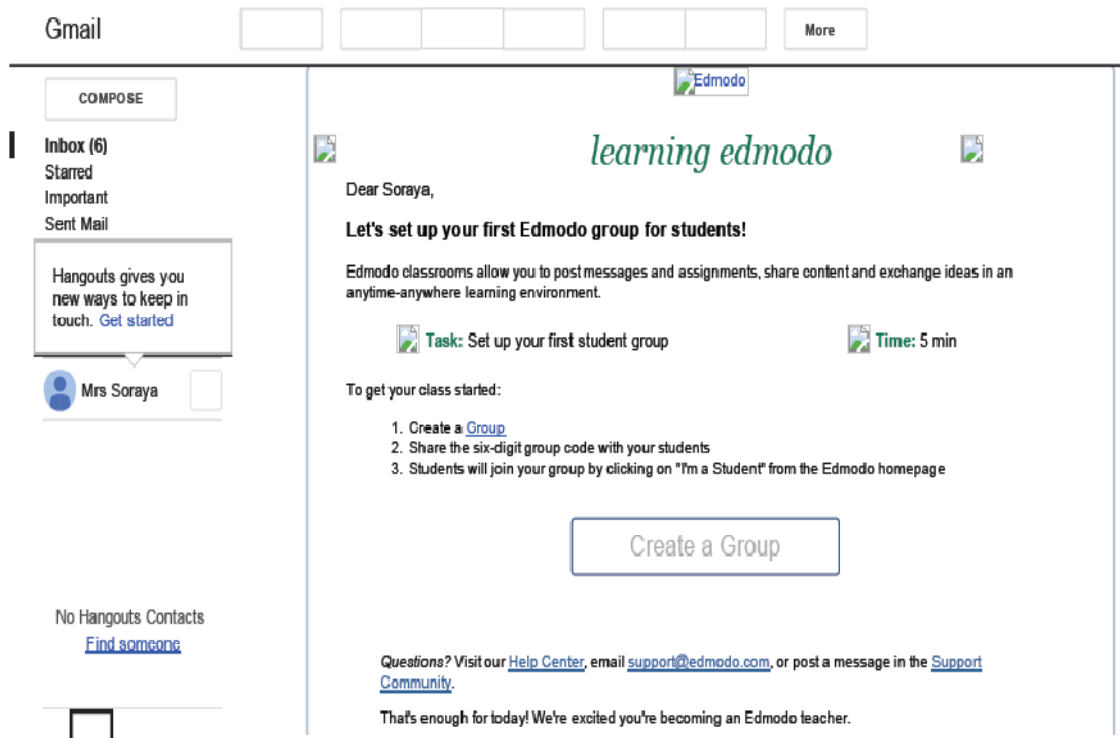 Gmail
More
COMPOSE
Inbox (6)
Starred
Important
Sent Mail
Hangouts gives you
new ways to keep in
touch. Get started
Mrs Soraya
No Hangouts Contacts
Find someone
Edmodo
learning edmodo
Dear Soraya,
Let's set up your first Edmodo group for students!
Edmodo classrooms allow you to post messages and assignments, share content and exchange ideas in an
anytime-anywhere learning environment.
Task: Set up your first student group
Time: 5 min
To get your class started:
1. Create a Group
2. Share the six-digit group code with your students
3. Students will join your group by clicking on "I'm a Student" from the Edmodo homepage
Create a Group
Questions? Visit our Help Center, email support@edmodo.com, or post a message in the Support
Community.
That's enough for today! We're excited you're becoming an Edmodo teacher.